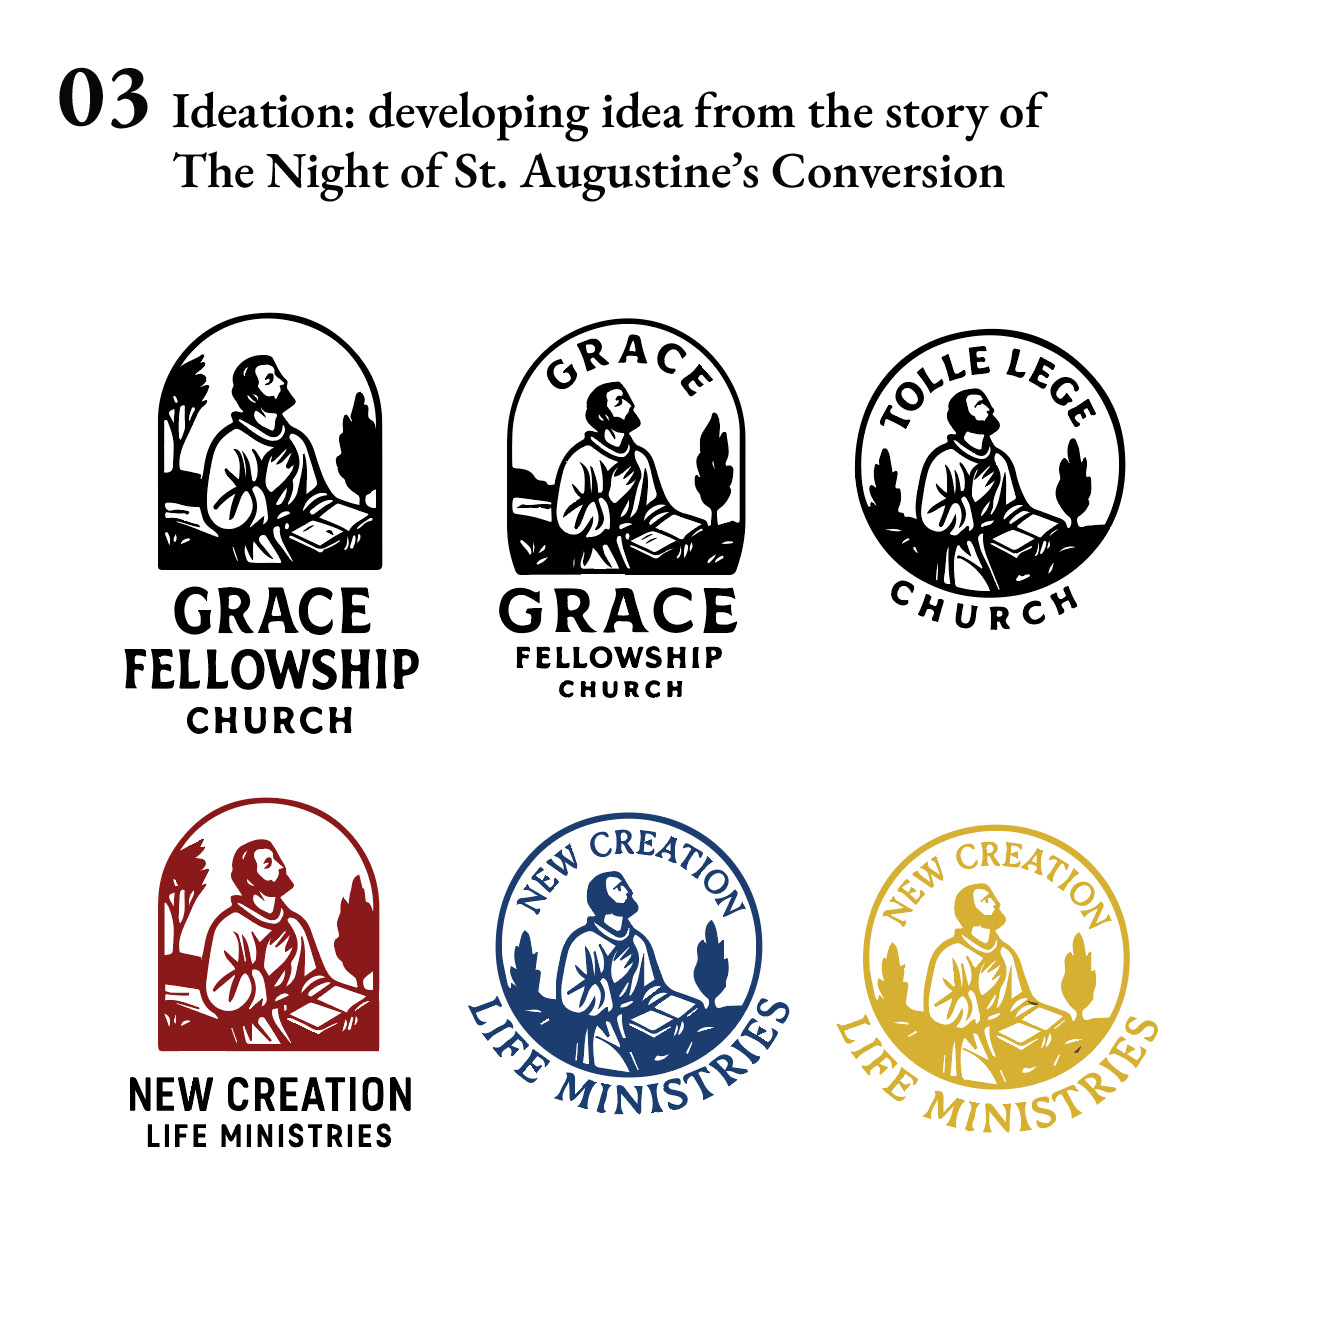 03 Ideation: developing idea from the story of
The Night of St. Augustine’s Conversion
GRACE
FELLOWSHIP
CHURCH
GRACE
GRACE
FELLOWSHIP
CHURCH
TOLLE LEGE
CHURCH
NEW CREATION
LIFE MINISTRIES
NEW CREATION
LIFE MINISTRIES
NEW CREATION
LIFE MINISTRIES